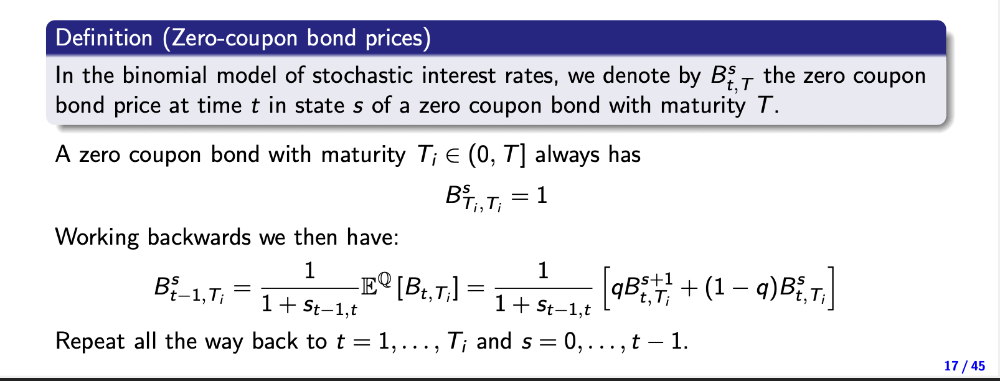 Definition (Zero-coupon bond prices)
In the binomial model of stochastic interest rates, we denote by $B^s_{t,T}$ the zero coupon
bond price at time $t$ in state $s$ of a zero coupon bond with maturity $T$.
A zero coupon bond with maturity $T_i \in (0, T]$ always has
$B^s_{T_i,T_i} = 1$
Working backwards we then have:
$B^s_{t-1,T_i} = \frac{1}{1 + s_{t-1,t}} \mathbb{E}^{\mathbb{Q}} [B_{t,T_i}] = \frac{1}{1 + s_{t-1,t}} \left[ q B^{s+1}_{t,T_i} + (1 - q) B^s_{t,T_i} \right]$
Repeat all the way back to $t = 1, \ldots, T_i$ and $s = 0, \ldots, t - 1$.
17 / 45